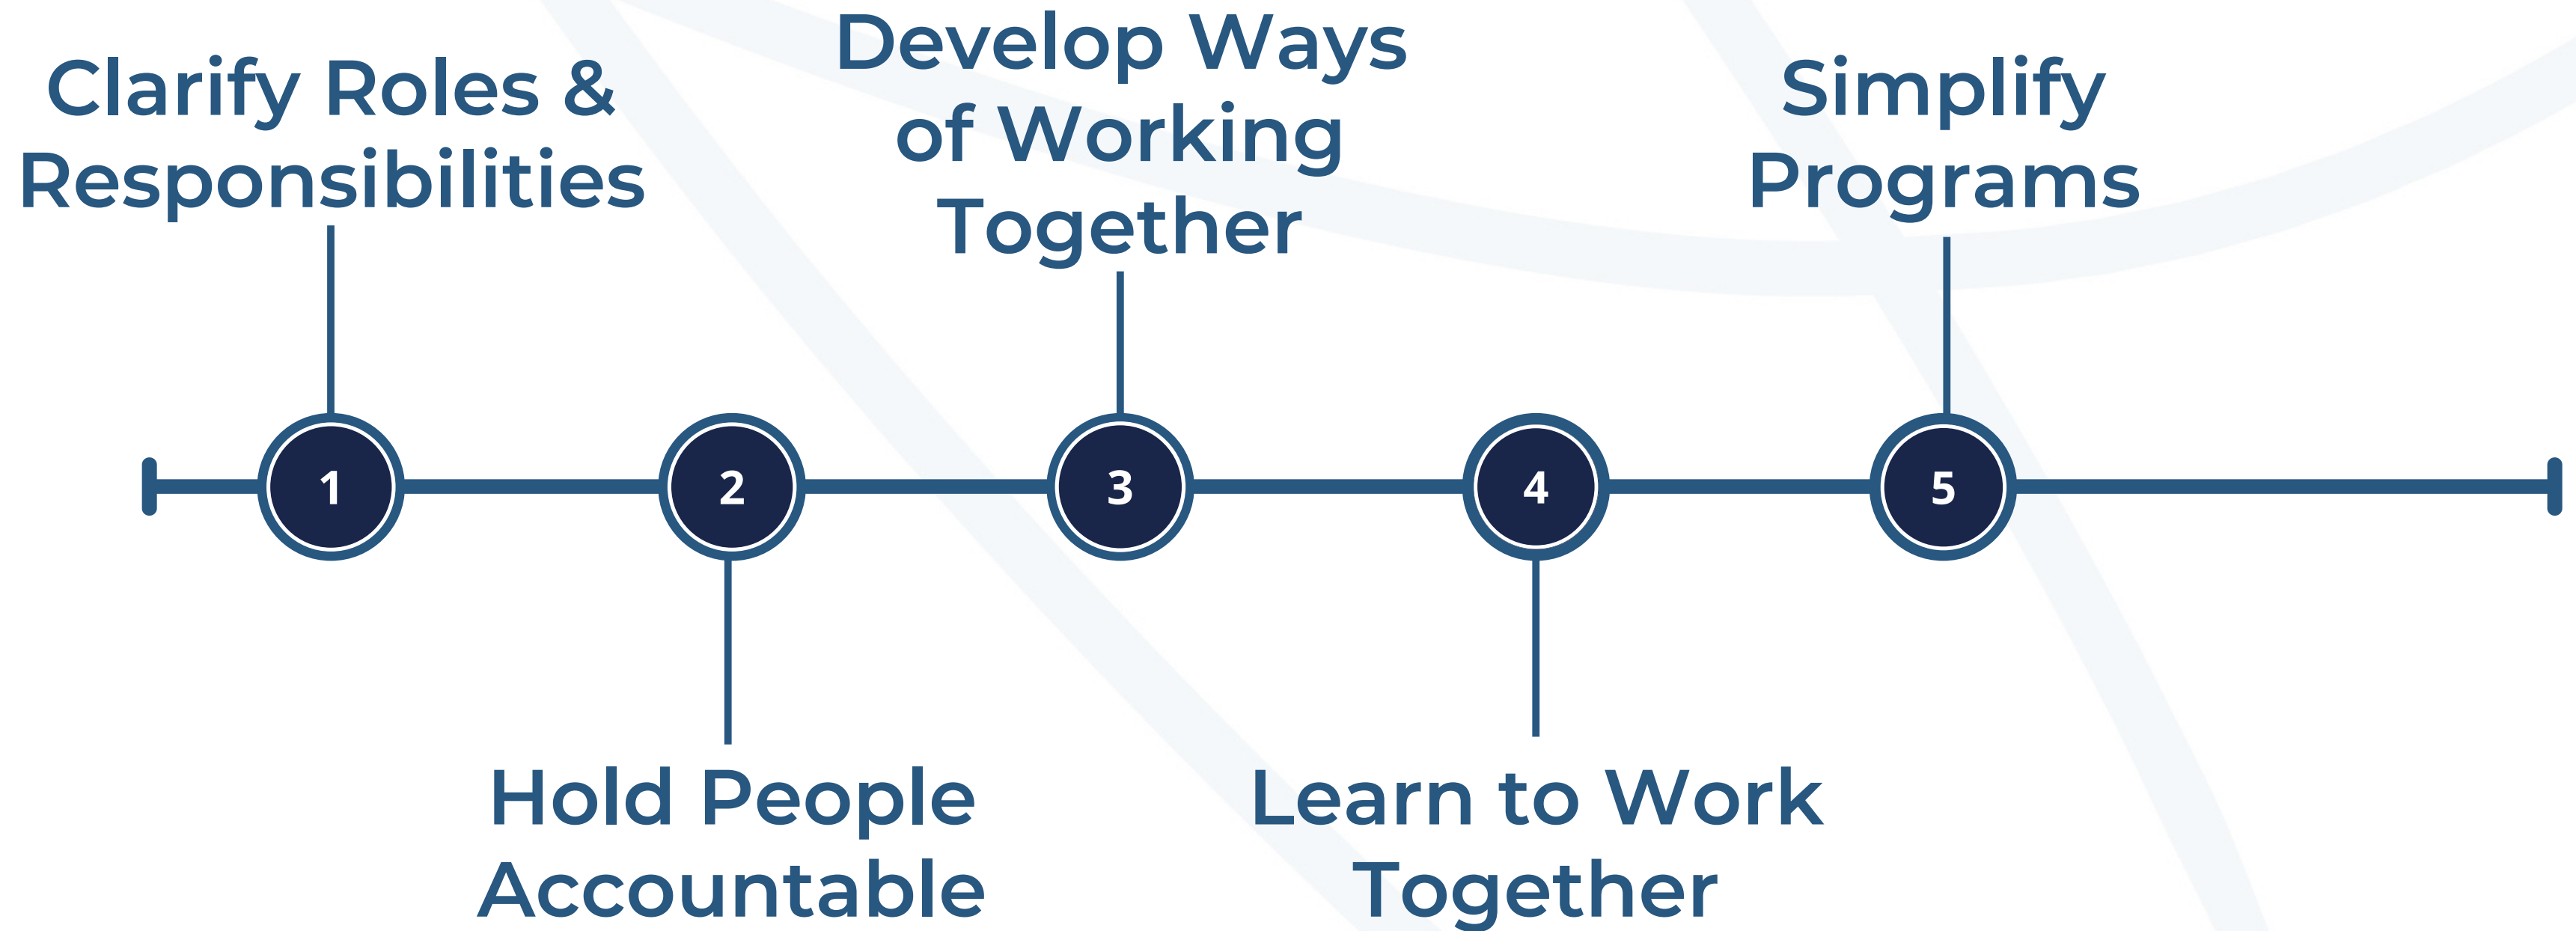 Clarify Roles &
Responsibilities
Develop Ways
of Working
Together
Simplify
Programs
1
2
3
4
5
Hold People
Accountable
Learn to Work
Together